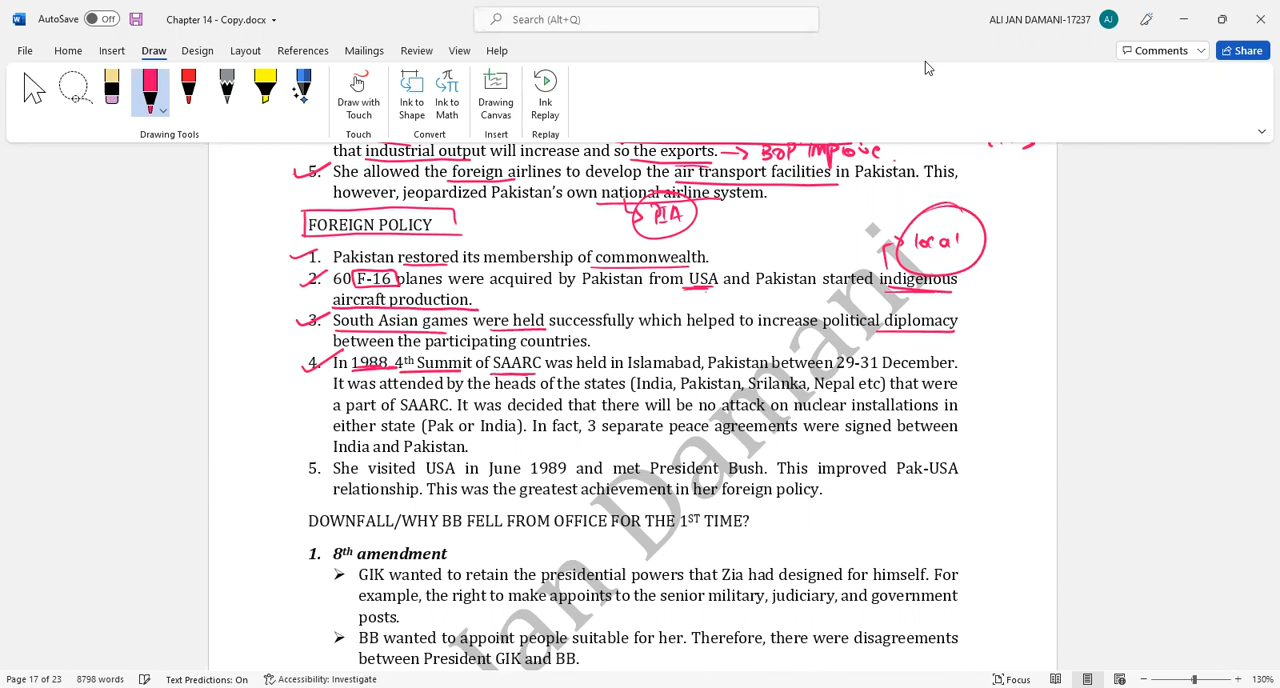 AutoSave Off Chapter 14 - Copy.docx Search (Alt+Q) ALI JAN DAMANI-17237 AJ
File Home Insert Draw Design Layout References Mailings Review View Help Comments Share
Draw with Touch Ink to Shape Ink to Math Drawing Canvas Ink Replay
Drawing Tools Touch Convert Insert Replay
that industrial output will increase and so the exports. → BOP improve.
5. She allowed the foreign airlines to develop the air transport facilities in Pakistan. This,
however, jeopardized Pakistan's own national airline system.
PIA
FOREIGN POLICY
local
1. Pakistan restored its membership of commonwealth.
2. 60 F-16 planes were acquired by Pakistan from USA and Pakistan started indigenous
aircraft production.
3. South Asian games were held successfully which helped to increase political diplomacy
between the participating countries.
4. In 1988, 4th Summit of SAARC was held in Islamabad, Pakistan between 29-31 December.
It was attended by the heads of the states (India, Pakistan, Srilanka, Nepal etc) that were
a part of SAARC. It was decided that there will be no attack on nuclear installations in
either state (Pak or India). In fact, 3 separate peace agreements were signed between
India and Pakistan.
5. She visited USA in June 1989 and met President Bush. This improved Pak-USA
relationship. This was the greatest achievement in her foreign policy.
DOWNFALL/WHY BB FELL FROM OFFICE FOR THE 1ST TIME?
1. 8th amendment
➢ GIK wanted to retain the presidential powers that Zia had designed for himself. For
example, the right to make appoints to the senior military, judiciary, and government
posts.
➢ BB wanted to appoint people suitable for her. Therefore, there were disagreements
between President GIK and BB.
Jan Damani
Page 17 of 23 8798 words Text Predictions: On Accessibility: Investigate Focus 130%